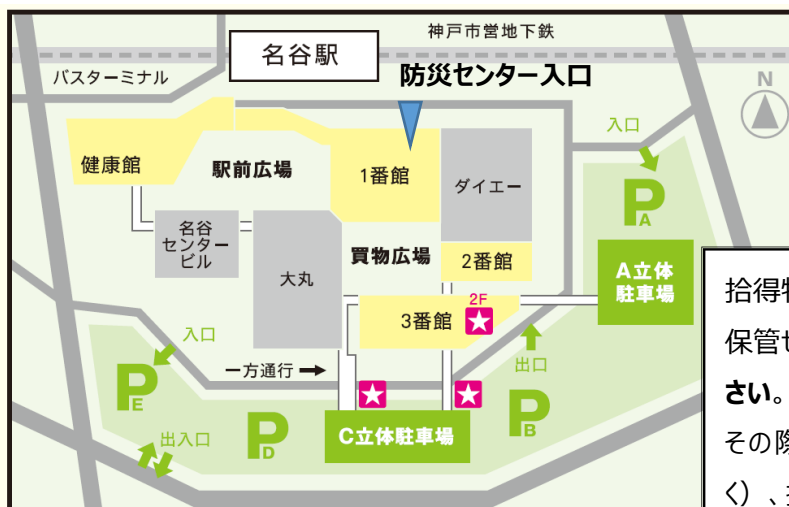 神戸市営地下鉄
名谷駅
バスターミナル
防災センター入口
N
入口
健康館
駅前広場
1番館
ダイエー
P
A
名谷
センター
ビル
大丸
買物広場
2番館
A立体
駐車場
2F
3番館
入口
出口
一方通行
P
E
出入口
P
D
C立体駐車場
P
B
拾得物
保管せ
さい。
その際
く）、